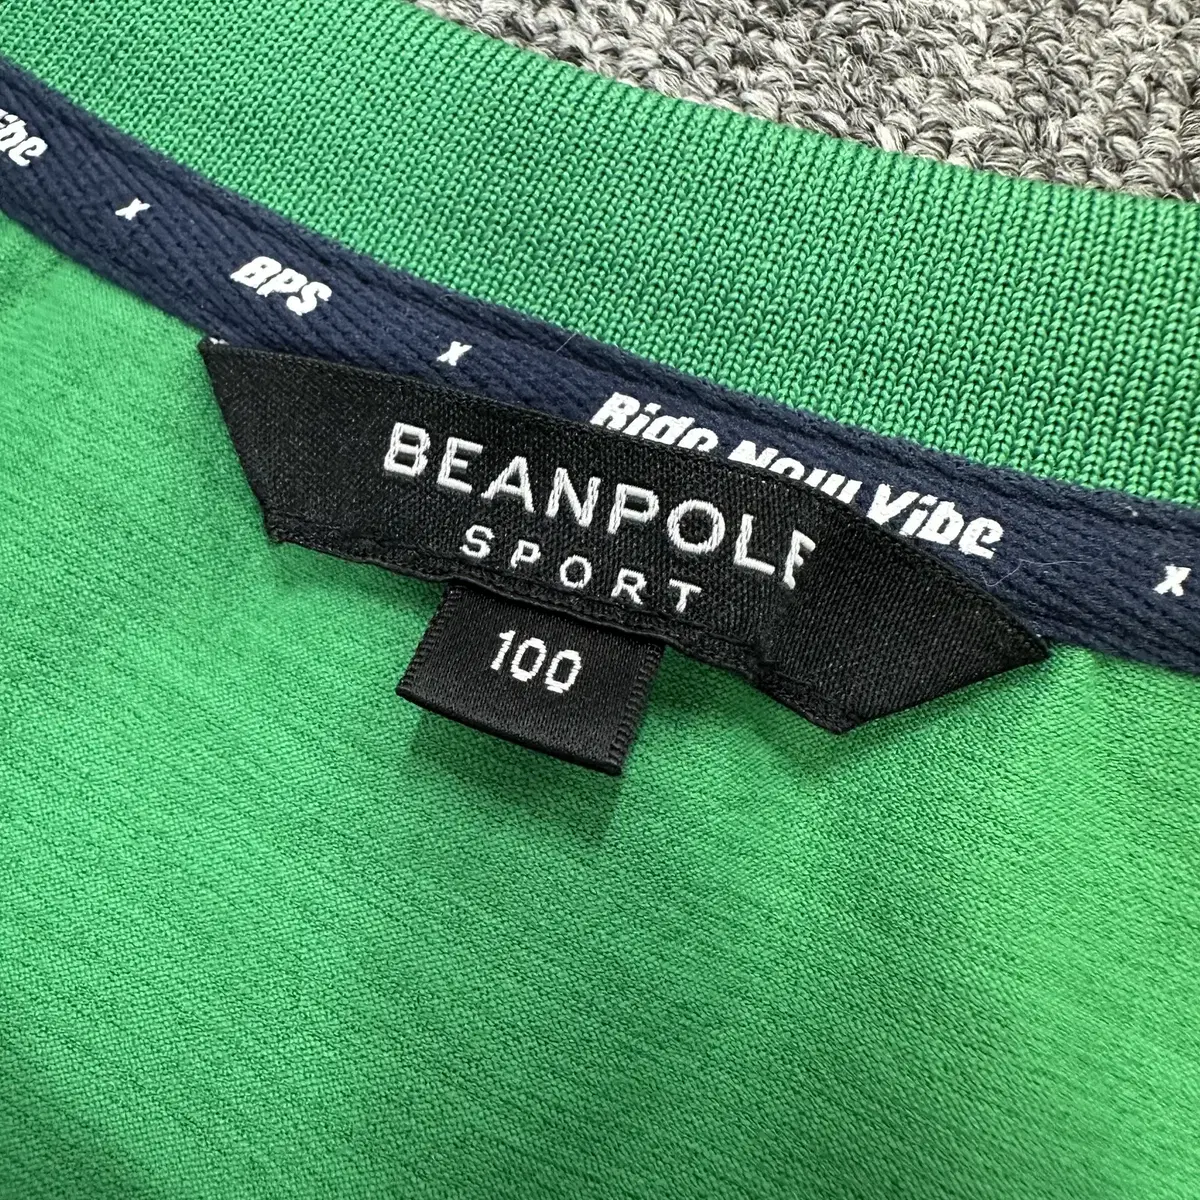 Vibe x BPS x Ride Now Vibe x
BEANPOLE
SPORT
100